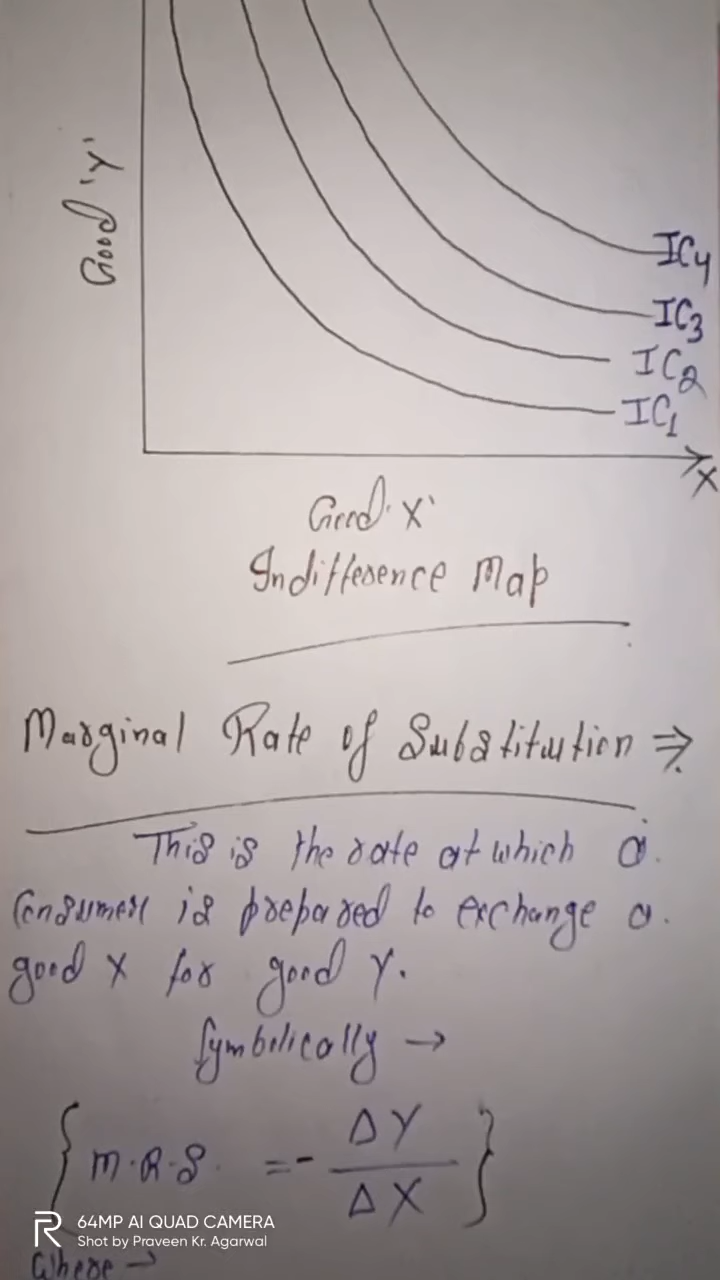 Good 'Y'
IC4
IC3
IC2
IC1
X
Good 'X'
Indifference Map
Marginal Rate of Substitution ⇒
This is the rate at which a
Consumer is prepared to exchange a
good X for good Y.
Symbolically →
{ M.R.S. = - ΔY / ΔX }
64MP AI QUAD CAMERA
Shot by Praveen Kr. Agarwal
Where →